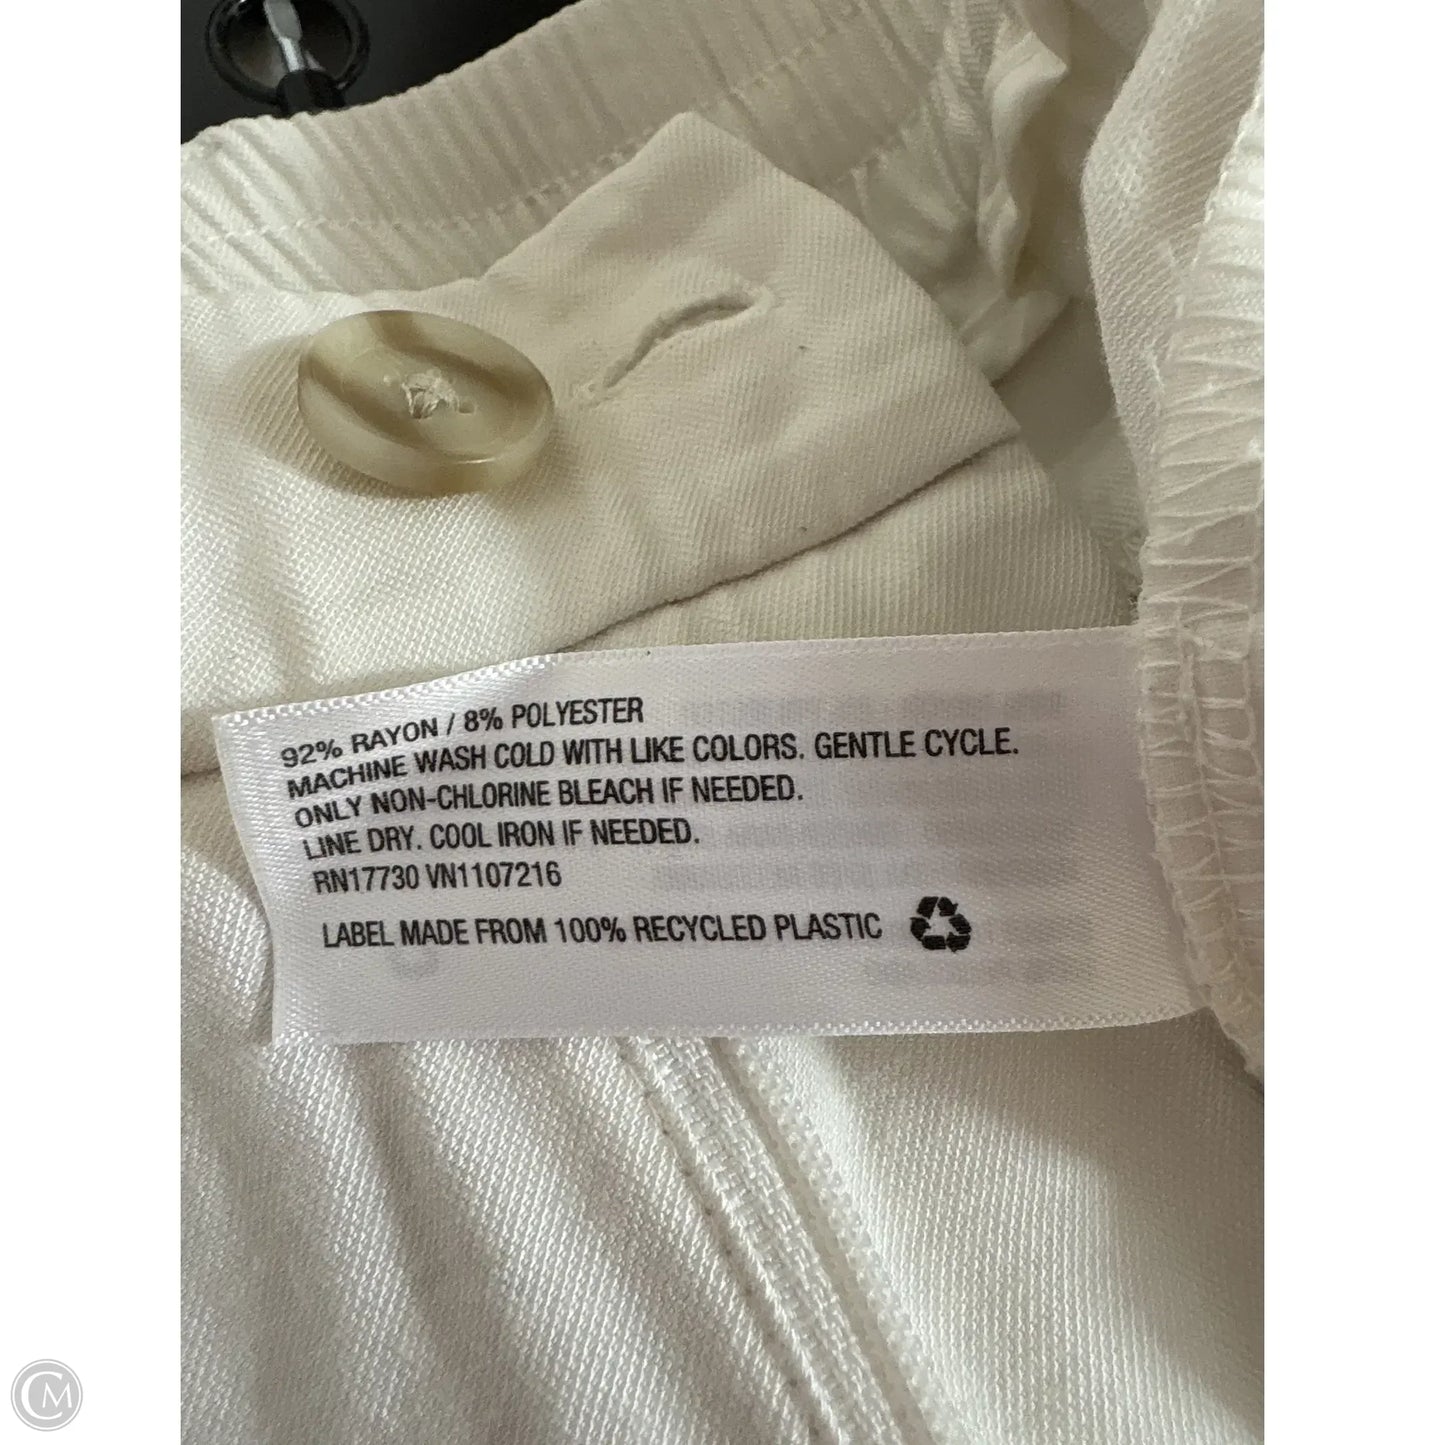 92% RAYON / 8% POLYESTER
MACHINE WASH COLD WITH LIKE COLORS. GENTLE CYCLE.
ONLY NON-CHLORINE BLEACH IF NEEDED.
LINE DRY. COOL IRON IF NEEDED.
RN17730 VN1107216
LABEL MADE FROM 100% RECYCLED PLASTIC
CM